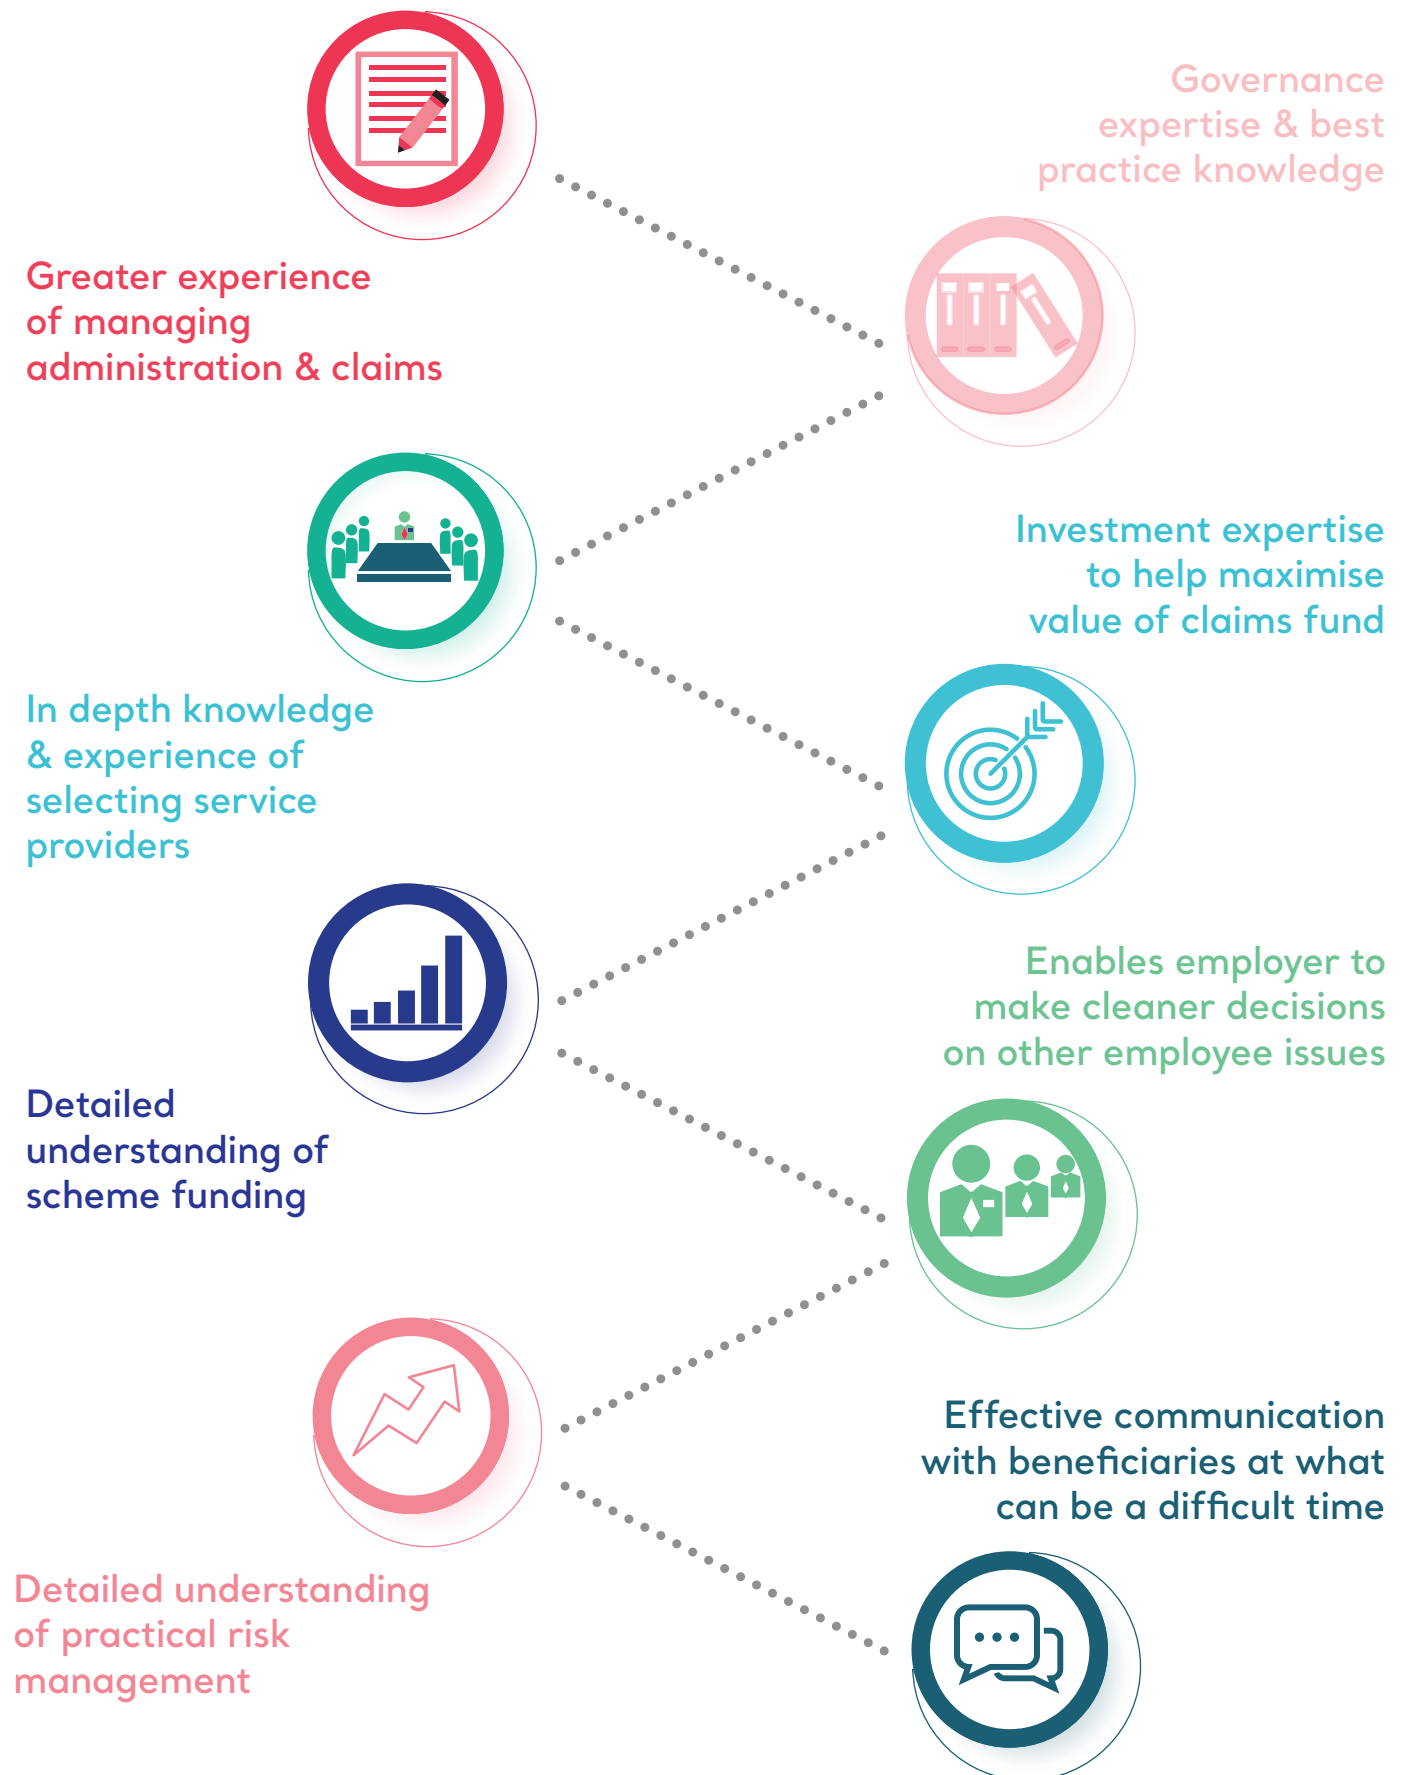 Greater experience
of managing
administration & claims
Governance
expertise & best
practice knowledge
In depth knowledge
& experience of
selecting service
providers
Investment expertise
to help maximise
value of claims fund
Detailed
understanding of
scheme funding
Enables employer to
make cleaner decisions
on other employee issues
Detailed understanding
of practical risk
management
Effective communication
with beneficiaries at what
can be a difficult time